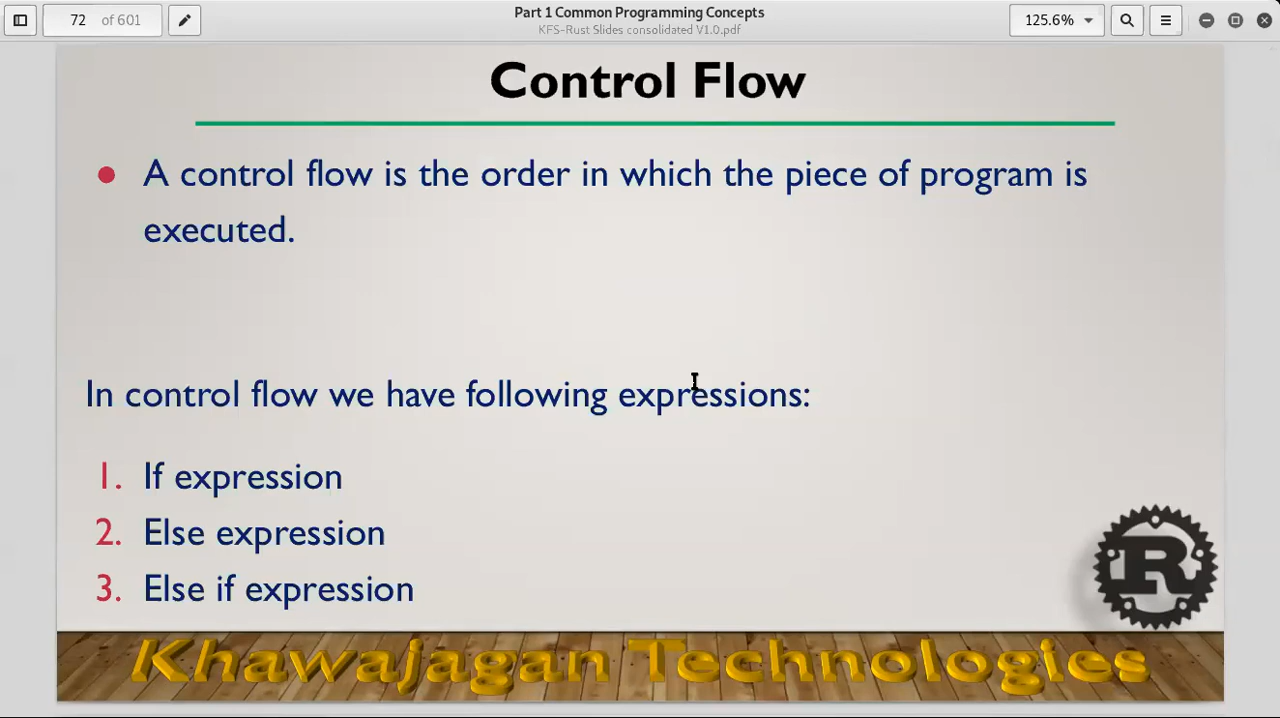 72 of 601
Part 1 Common Programming Concepts
KFS-Rust Slides consolidated V1.0.pdf
125.6%
Control Flow
A control flow is the order in which the piece of program is
executed.
In control flow we have following expressions:
1. If expression
2. Else expression
3. Else if expression
R
Khawajagan Technologies